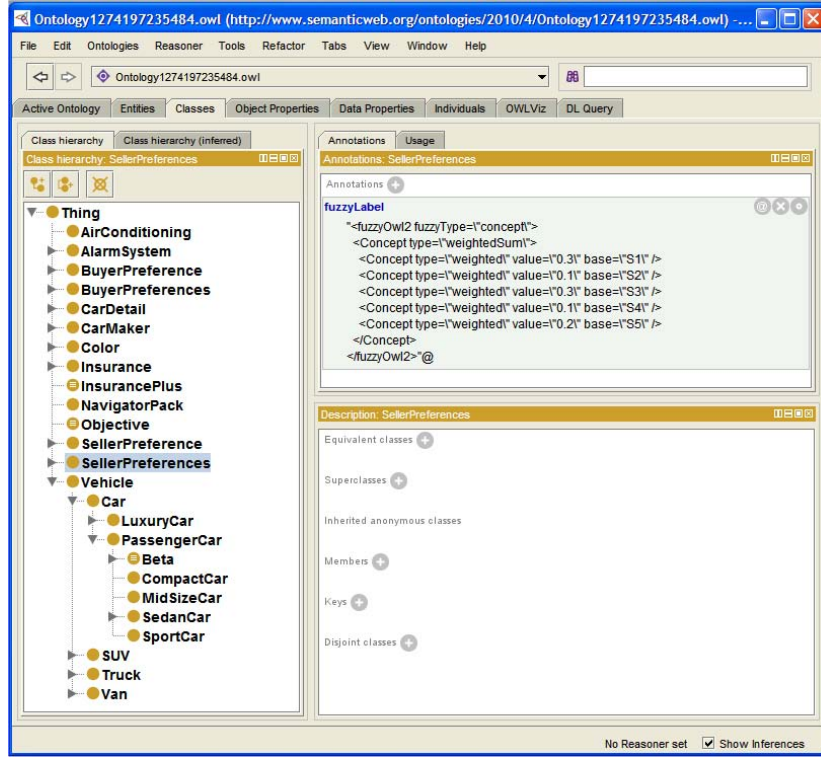 Ontology1274197235484.owl (http://www.semanticweb.org/ontologies/2010/4/Ontology1274197235484.owl) -...
File Edit Ontologies Reasoner Tools Refactor Tabs View Window Help
Ontology1274197235484.owl
Active Ontology Entities Classes Object Properties Data Properties Individuals OWLViz DL Query
Class hierarchy Class hierarchy (inferred)
Class hierarchy: SellerPreferences
Thing
AirConditioning
AlarmSystem
BuyerPreference
BuyerPreferences
CarDetail
CarMaker
Color
Insurance
InsurancePlus
NavigatorPack
Objective
SellerPreference
SellerPreferences
Vehicle
Car
LuxuryCar
PassengerCar
Beta
CompactCar
MidSizeCar
SedanCar
SportCar
SUV
Truck
Van
Annotations Usage
Annotations: SellerPreferences
Annotations
fuzzyLabel
"<fuzzyOwl2 fuzzyType=\"concept\">
<Concept type=\"weightedSum\">
<Concept type=\"weighted\" value=\"0.3\" base=\"S1\" />
<Concept type=\"weighted\" value=\"0.1\" base=\"S2\" />
<Concept type=\"weighted\" value=\"0.3\" base=\"S3\" />
<Concept type=\"weighted\" value=\"0.1\" base=\"S4\" />
<Concept type=\"weighted\" value=\"0.2\" base=\"S5\" />
</Concept>
</fuzzyOwl2>"@
Description: SellerPreferences
Equivalent classes
Superclasses
Inherited anonymous classes
Members
Keys
Disjoint classes
No Reasoner set Show Inferences